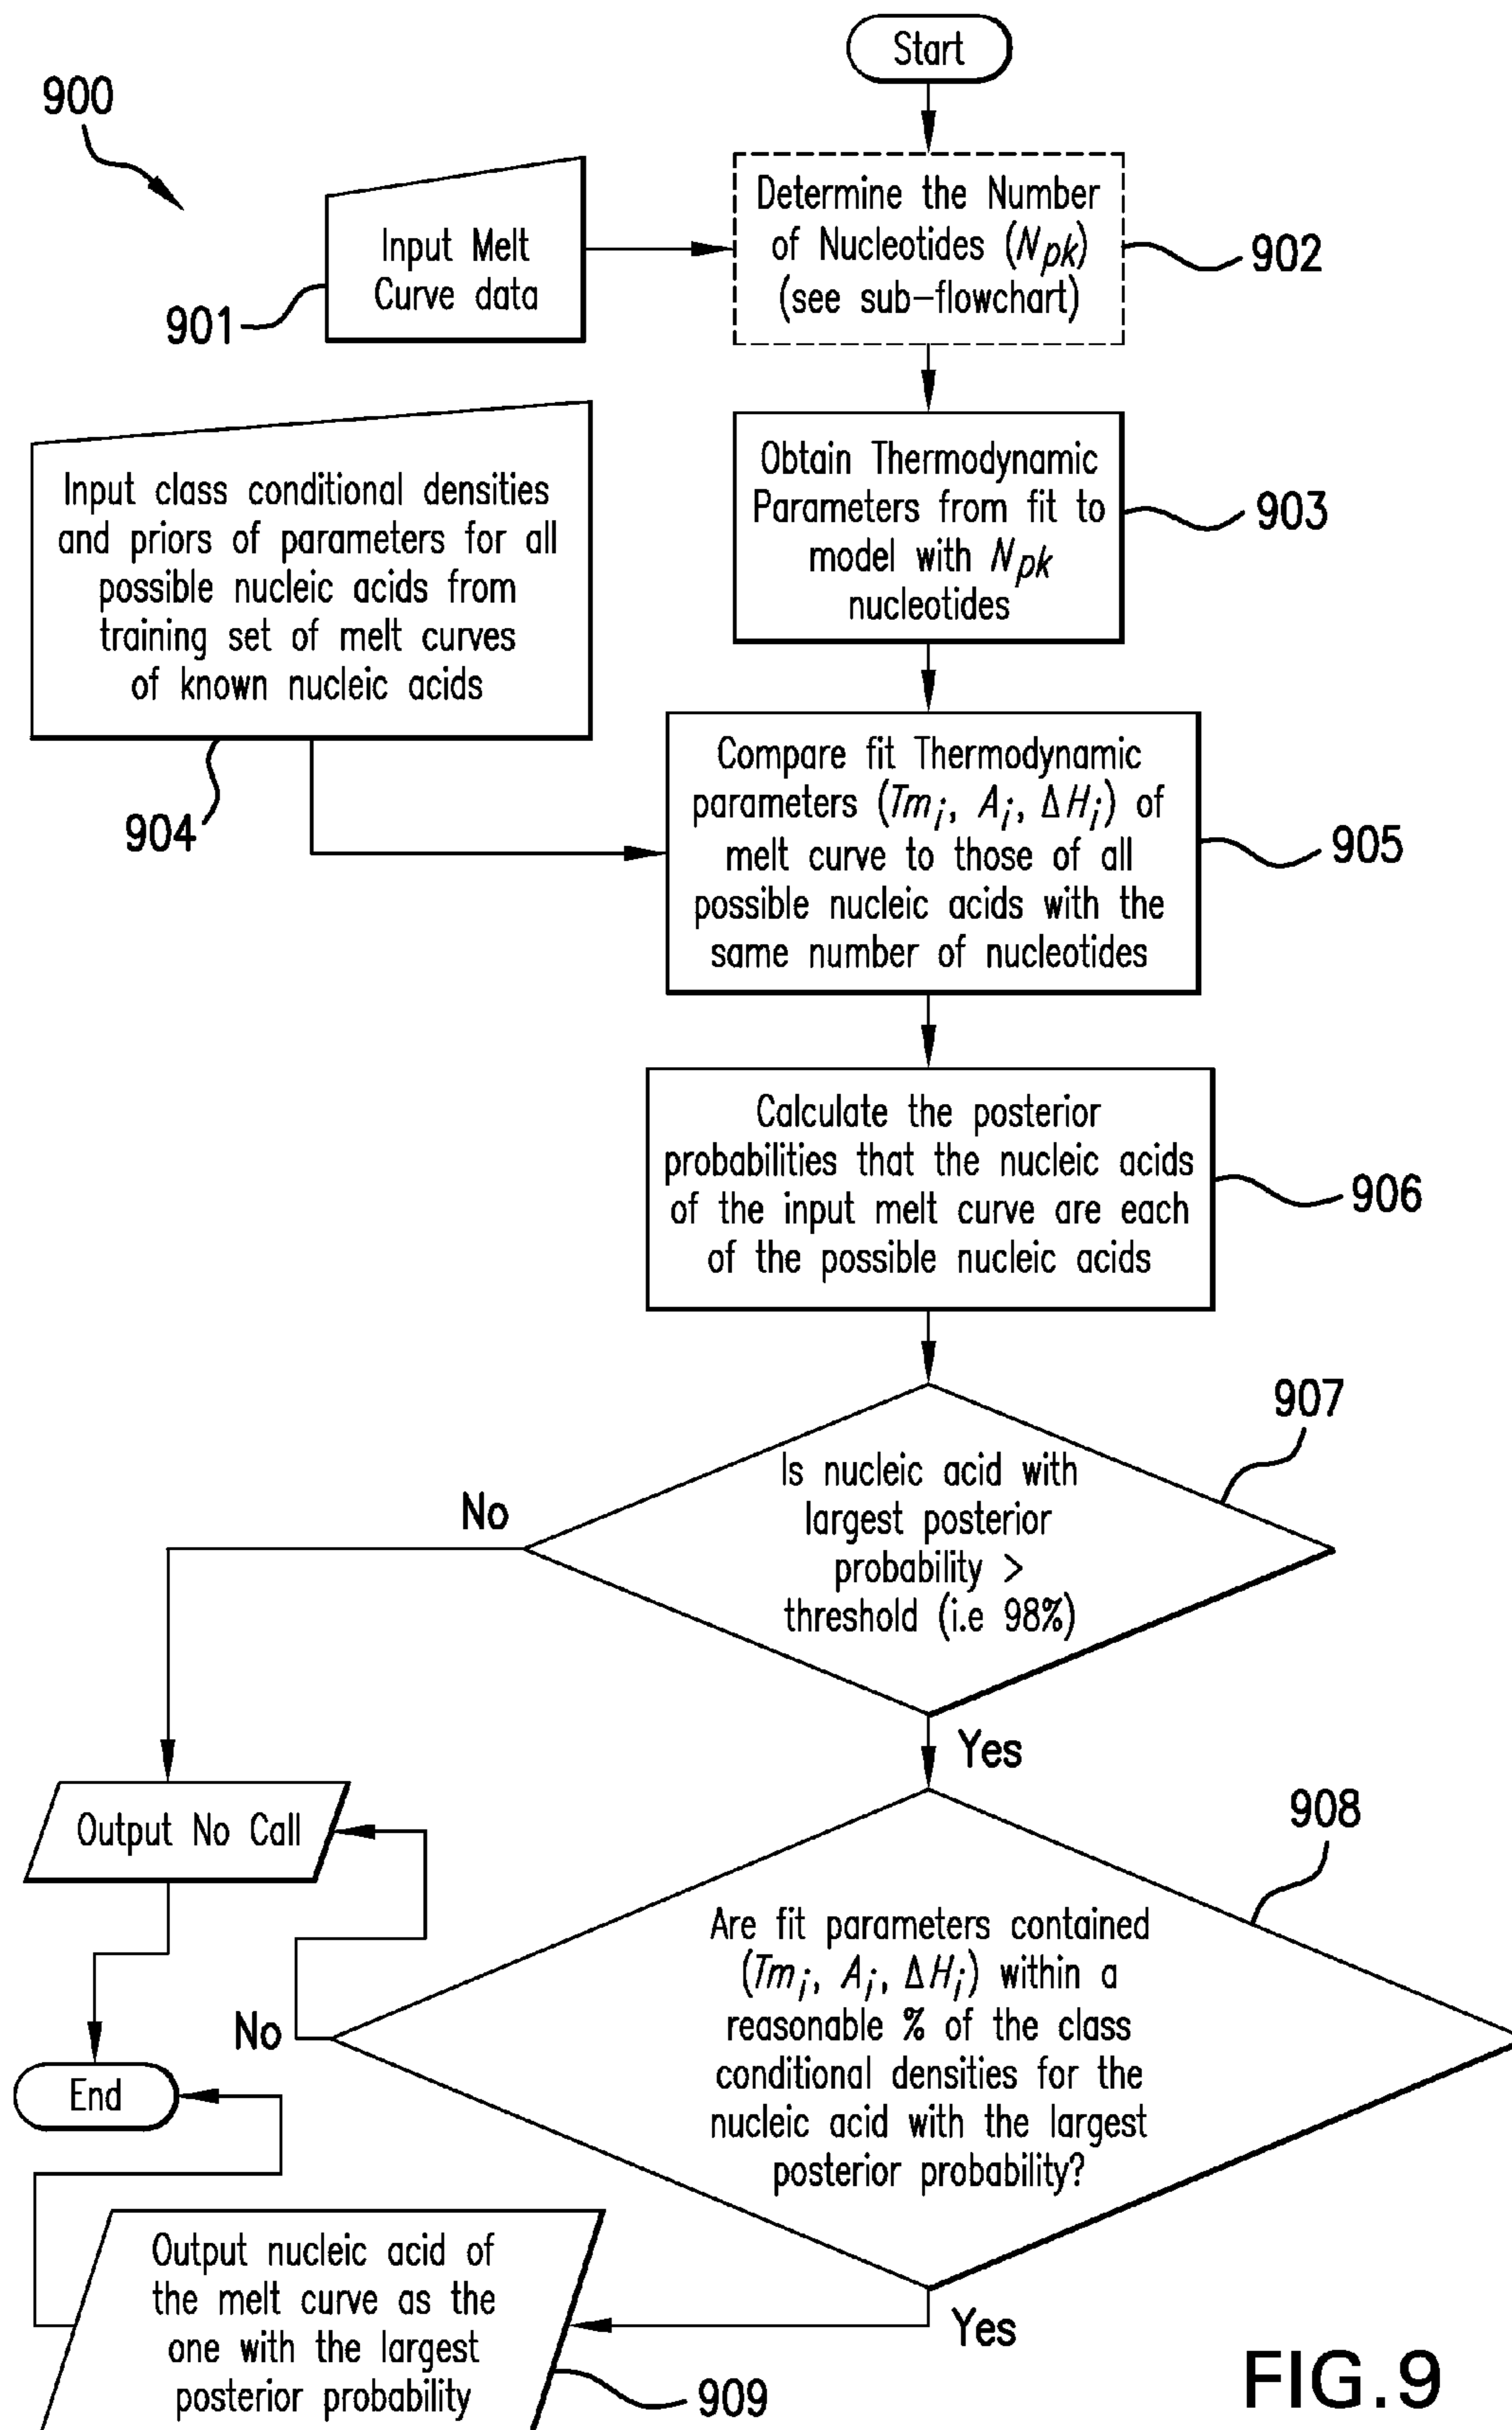 Start
900
Input Melt
Curve data
901
Determine the Number
of Nucleotides (Npk)
(see sub-flowchart)
902
Obtain Thermodynamic
Parameters from fit to
model with Npk
nucleotides
903
Input class conditional densities
and priors of parameters for all
possible nucleic acids from
training set of melt curves
of known nucleic acids
904
Compare fit Thermodynamic
parameters (Tmi, Ai, ΔHi) of
melt curve to those of all
possible nucleic acids with the
same number of nucleotides
905
Calculate the posterior
probabilities that the nucleic acids
of the input melt curve are each
of the possible nucleic acids
906
Is nucleic acid with
largest posterior
probability >
threshold (i.e 98%)
907
No
Yes
Output No Call
Are fit parameters contained
(Tmi, Ai, ΔHi) within a
reasonable % of the class
conditional densities for the
nucleic acid with the largest
posterior probability?
908
No
End
Yes
Output nucleic acid of
the melt curve as the
one with the largest
posterior probability
909
FIG.9